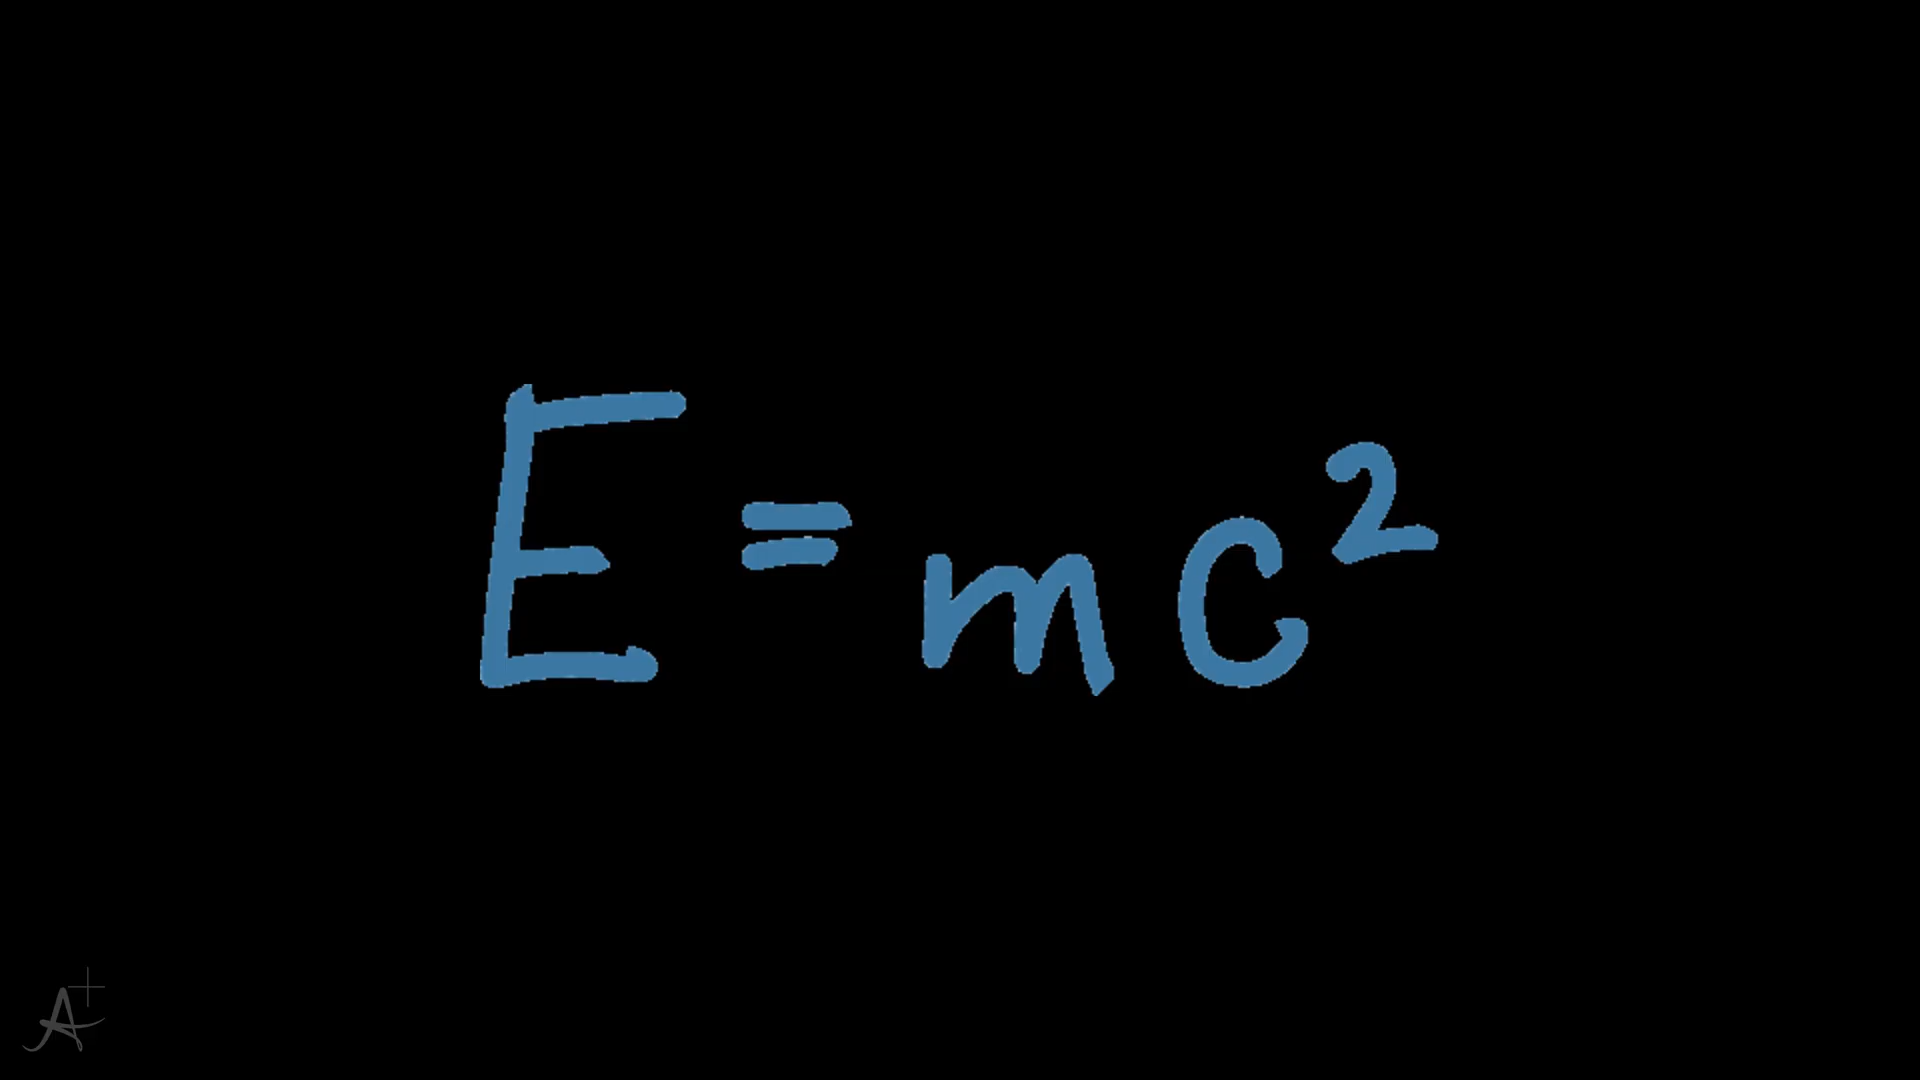 E = mc²
A+